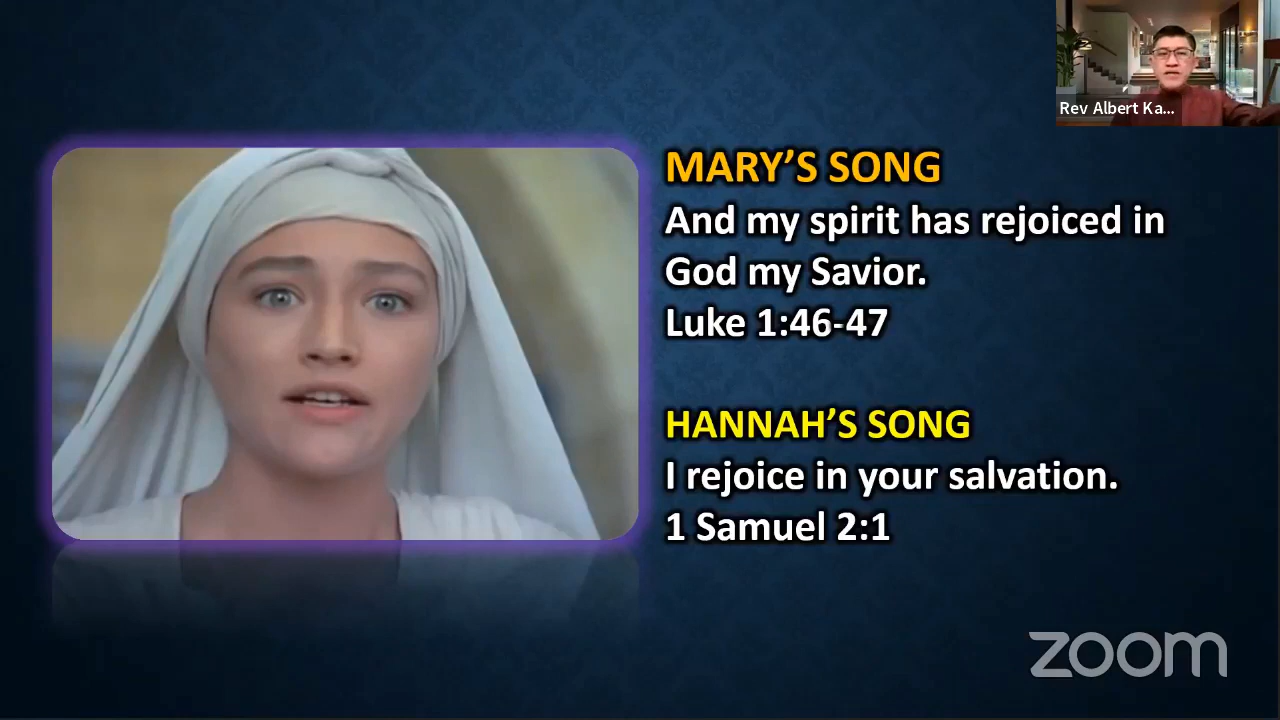 Rev Albert Ka...
MARY'S SONG
And my spirit has rejoiced in
God my Savior.
Luke 1:46-47
HANNAH'S SONG
I rejoice in your salvation.
1 Samuel 2:1
zoom